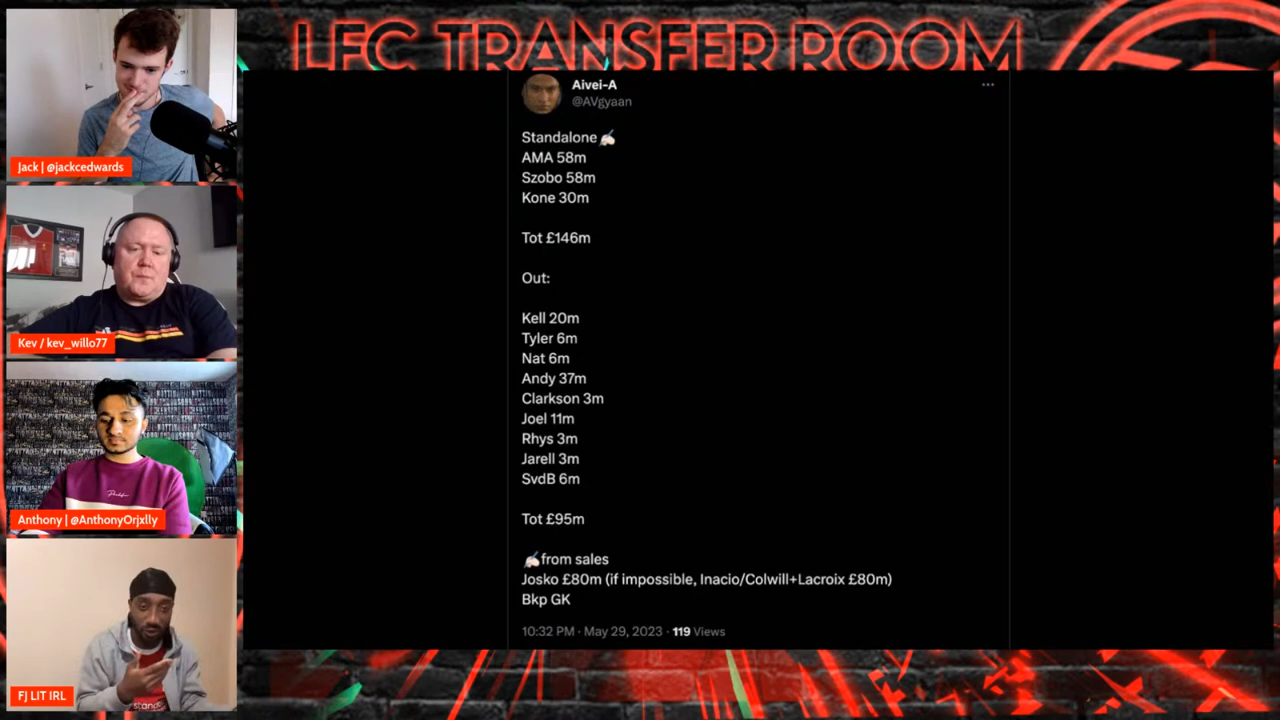 LFC TRANSFER ROOM
Aivei-A
@AVgyaan
Standalone✍🏻
AMA 58m
Szobo 58m
Kone 30m
Tot £146m
Out:
Kell 20m
Tyler 6m
Nat 6m
Andy 37m
Clarkson 3m
Joel 11m
Rhys 3m
Jarell 3m
SvdB 6m
Tot £95m
✍🏻from sales
Josko £80m (if impossible, Inacio/Colwill+Lacroix £80m)
Bkp GK
10:32 PM · May 29, 2023 · 119 Views
Jack | @jackcedwards
Kev / kev_willo77
Anthony | @AnthonyOrjxlly
FJ LIT IRL